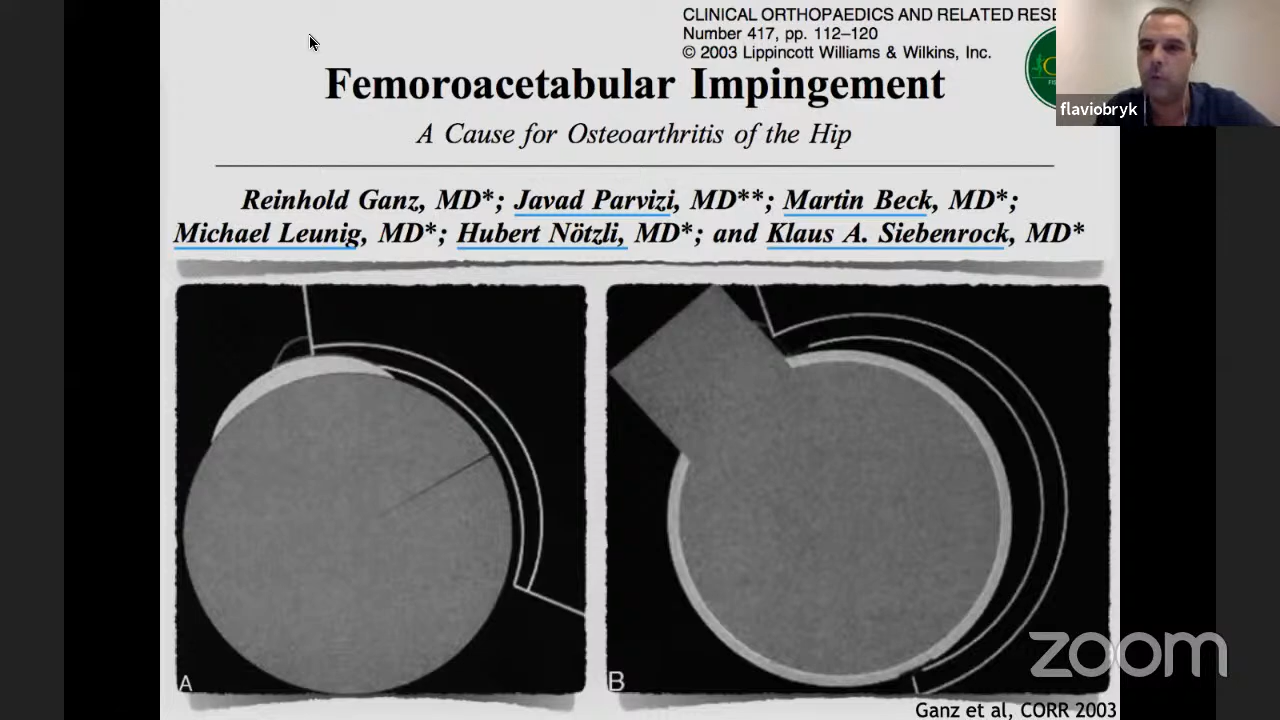 CLINICAL ORTHOPAEDICS AND RELATED RESE
Number 417, pp. 112–120
© 2003 Lippincott Williams & Wilkins, Inc.
Femoroacetabular Impingement
A Cause for Osteoarthritis of the Hip
flaviobryk
Reinhold Ganz, MD*; Javad Parvizi, MD**; Martin Beck, MD*;
Michael Leunig, MD*; Hubert Nötzli, MD*; and Klaus A. Siebenrock, MD*
A
B
zoom
Ganz et al, CORR 2003